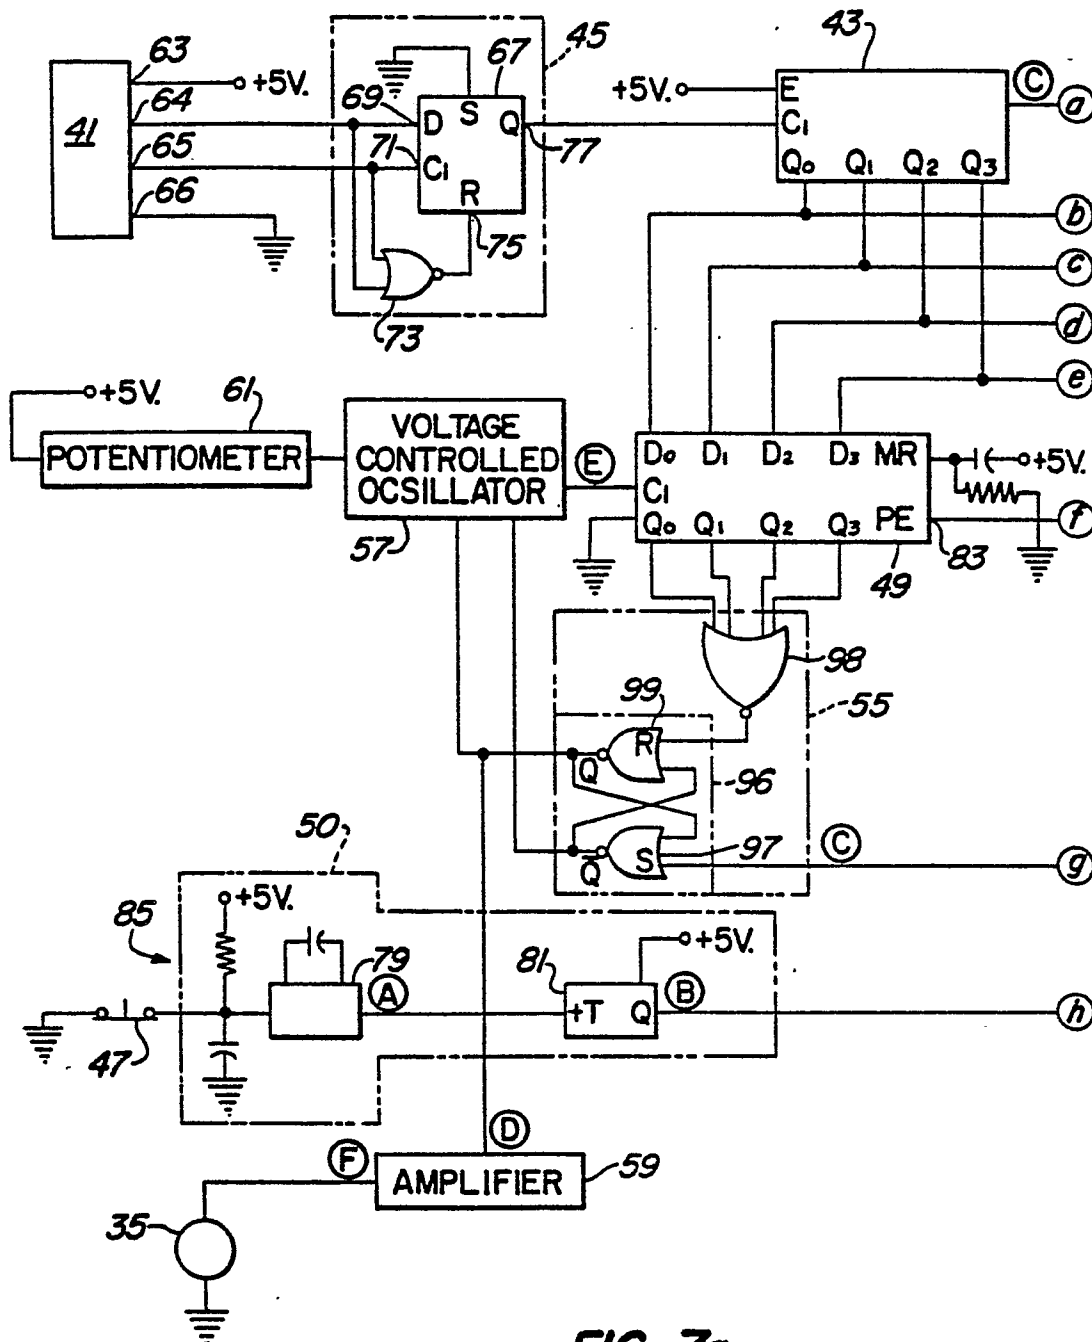 45
43
63
67
+5V.
69
+5V.
E
C
a
64
D
S
Q
C1
41
65
71
C1
77
Q0
Q1
Q2
Q3
66
R
75
b
c
73
d
e
+5V.
61
POTENTIOMETER
VOLTAGE
CONTROLLED
OCSILLATOR
E
D0
D1
D2
D3
MR
+5V.
C1
Q0
Q1
Q2
Q3
PE
f
57
83
49
98
99
55
R
Q
96
50
97
C
S
Q̅
g
+5V.
85
79
81
+5V.
A
+T
Q
B
h
47
D
F
AMPLIFIER
59
35